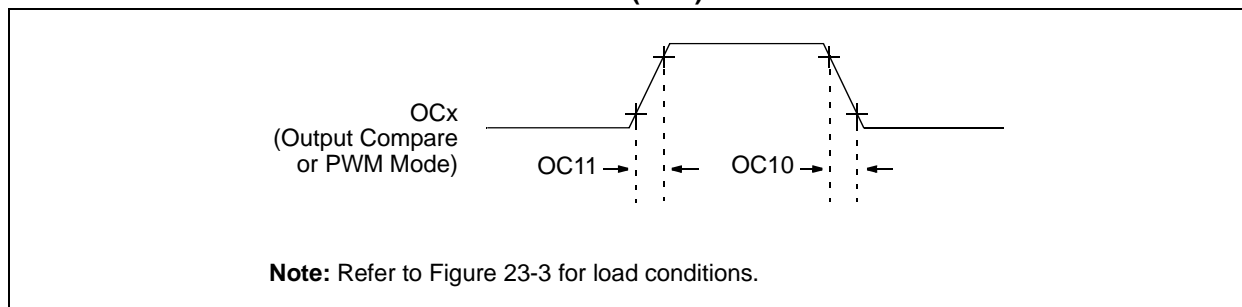 OCx
(Output Compare
or PWM Mode)
OC11
OC10
Note: Refer to Figure 23-3 for load conditions.